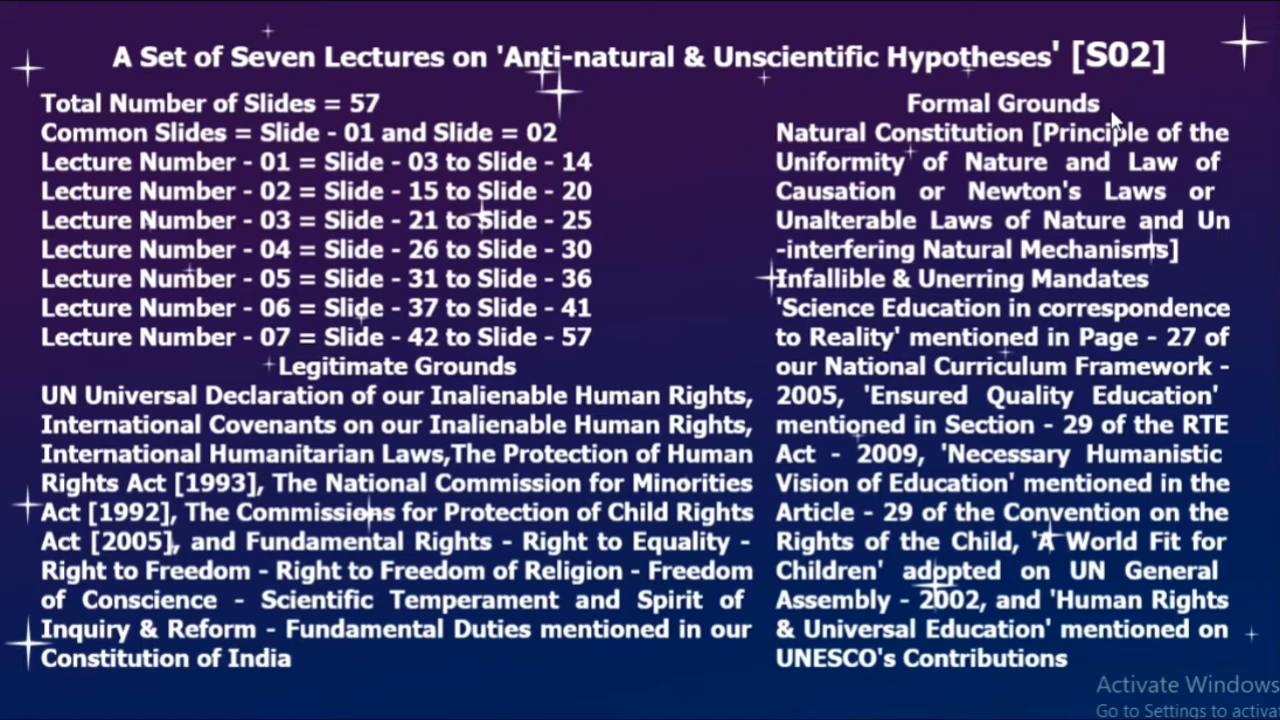 A Set of Seven Lectures on 'Anti-natural & Unscientific Hypotheses' [S02]
Total Number of Slides = 57
Common Slides = Slide - 01 and Slide = 02
Lecture Number - 01 = Slide - 03 to Slide - 14
Lecture Number - 02 = Slide - 15 to Slide - 20
Lecture Number - 03 = Slide - 21 to Slide - 25
Lecture Number - 04 = Slide - 26 to Slide - 30
Lecture Number - 05 = Slide - 31 to Slide - 36
Lecture Number - 06 = Slide - 37 to Slide - 41
Lecture Number - 07 = Slide - 42 to Slide - 57
Legitimate Grounds
UN Universal Declaration of our Inalienable Human Rights,
International Covenants on our Inalienable Human Rights,
International Humanitarian Laws,The Protection of Human
Rights Act [1993], The National Commission for Minorities
Act [1992], The Commissions for Protection of Child Rights
Act [2005], and Fundamental Rights - Right to Equality -
Right to Freedom - Right to Freedom of Religion - Freedom
of Conscience - Scientific Temperament and Spirit of
Inquiry & Reform - Fundamental Duties mentioned in our
Constitution of India
Formal Grounds
Natural Constitution [Principle of the
Uniformity of Nature and Law of
Causation or Newton's Laws or
Unalterable Laws of Nature and Un
-interfering Natural Mechanisms]
Infallible & Unerring Mandates
'Science Education in correspondence
to Reality' mentioned in Page - 27 of
our National Curriculum Framework -
2005, 'Ensured Quality Education'
mentioned in Section - 29 of the RTE
Act - 2009, 'Necessary Humanistic
Vision of Education' mentioned in the
Article - 29 of the Convention on the
Rights of the Child, 'A World Fit for
Children' adopted on UN General
Assembly - 2002, and 'Human Rights
& Universal Education' mentioned on
UNESCO's Contributions
Activate Windows
Go to Settings to activa